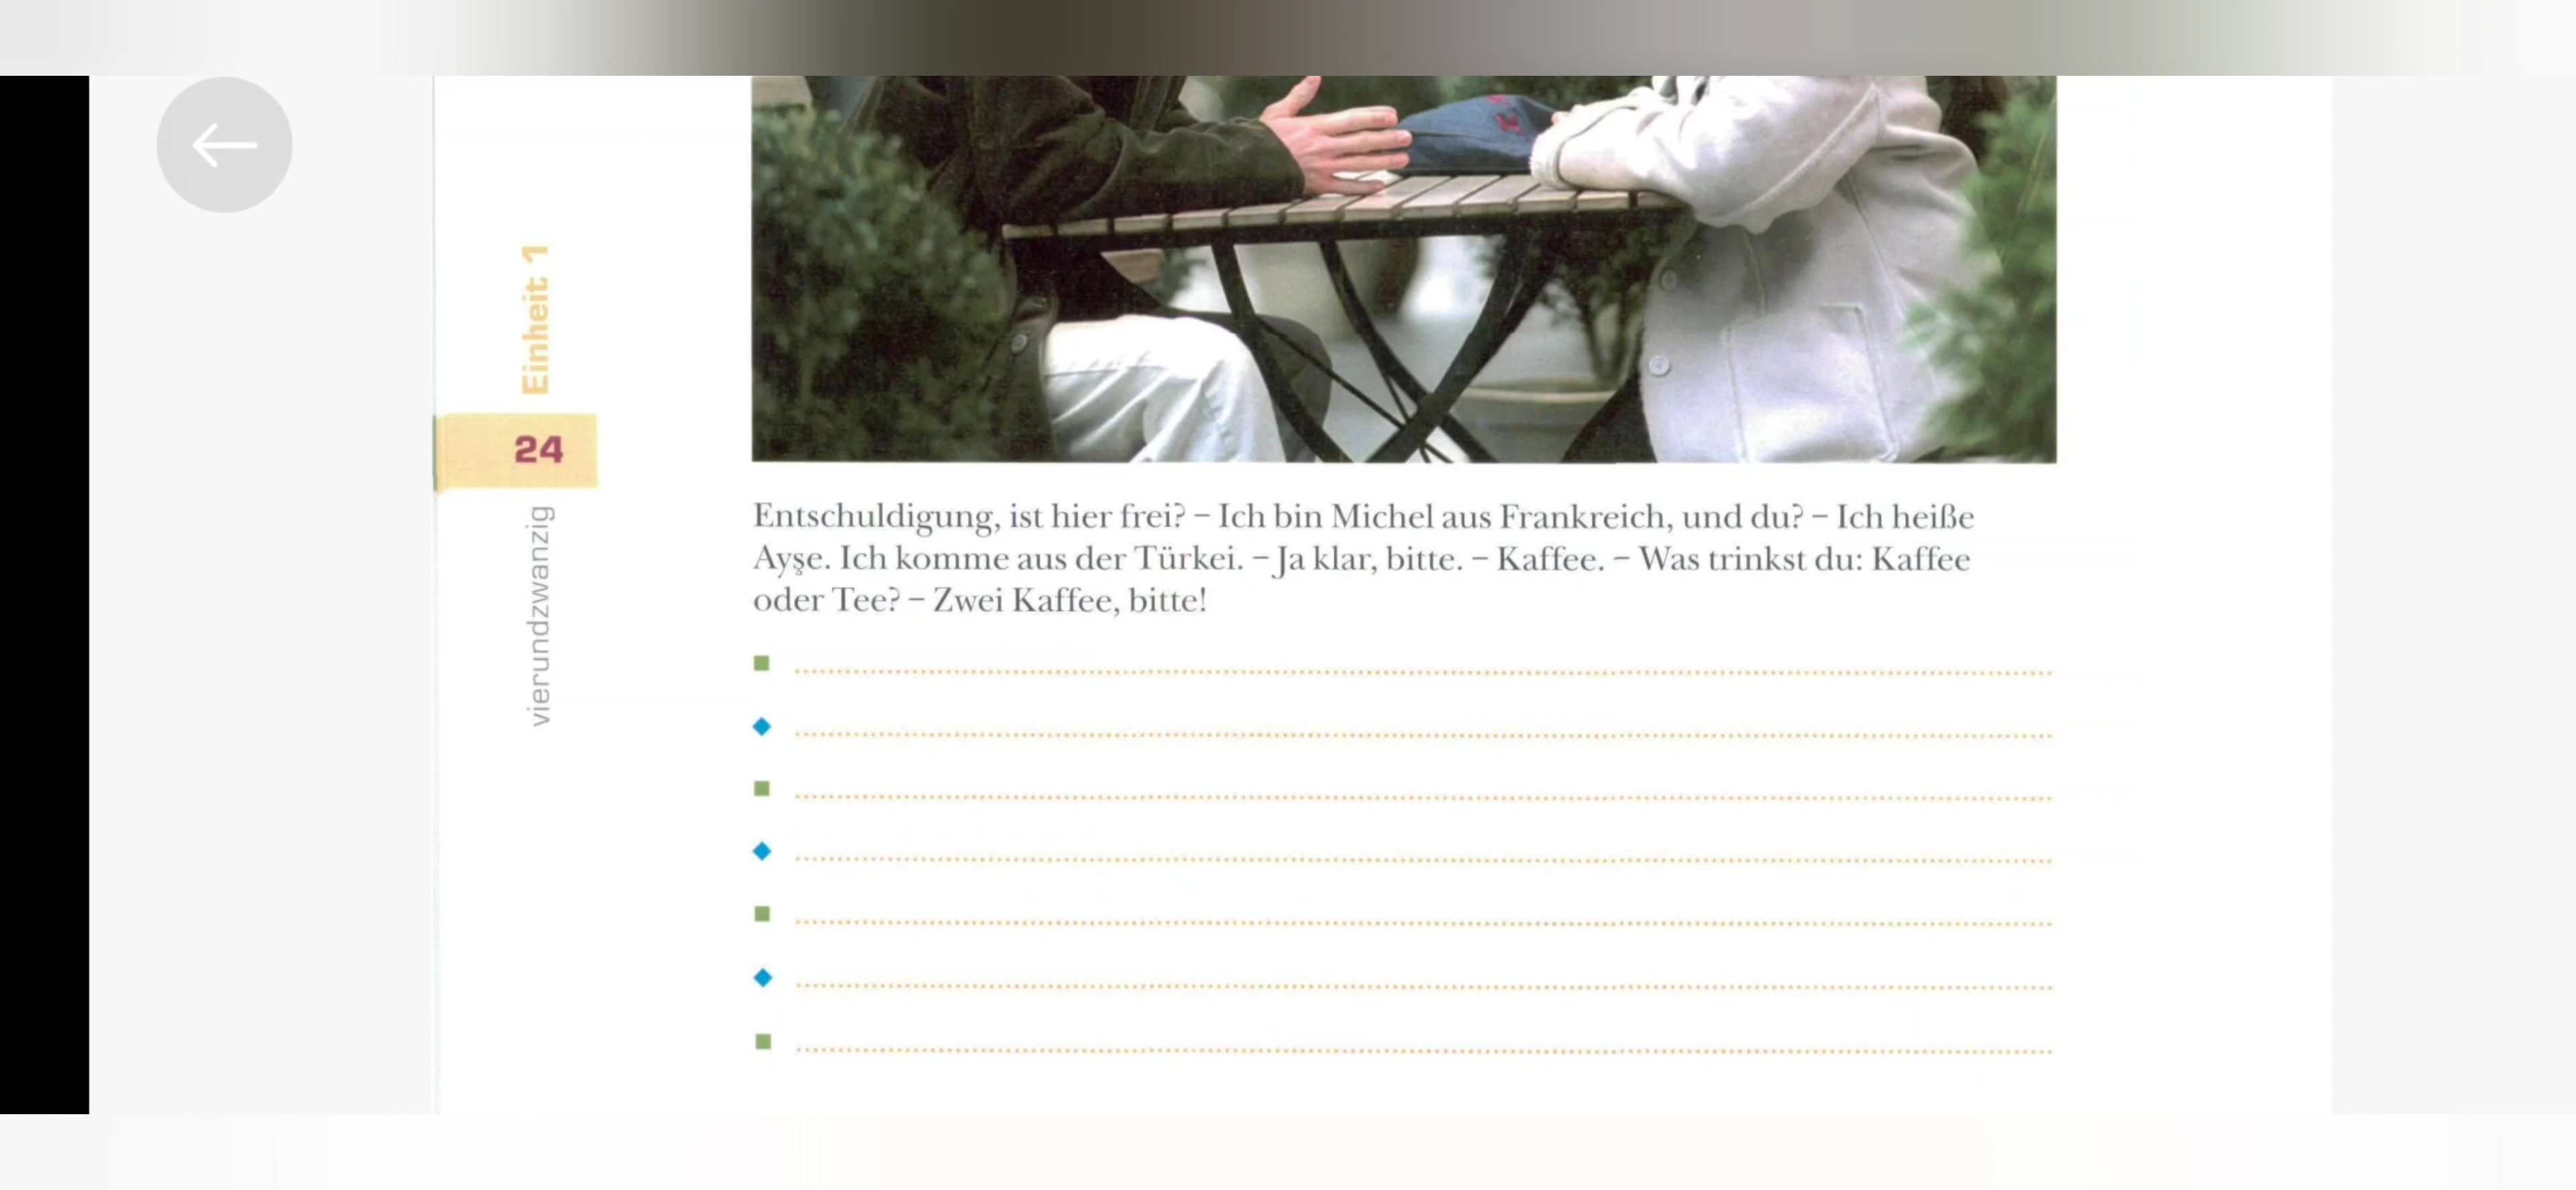 Einheit 1
24
vierundzwanzig
Entschuldigung, ist hier frei? – Ich bin Michel aus Frankreich, und du? – Ich heiße
Ayşe. Ich komme aus der Türkei. – Ja klar, bitte. – Kaffee. – Was trinkst du: Kaffee
oder Tee? – Zwei Kaffee, bitte!